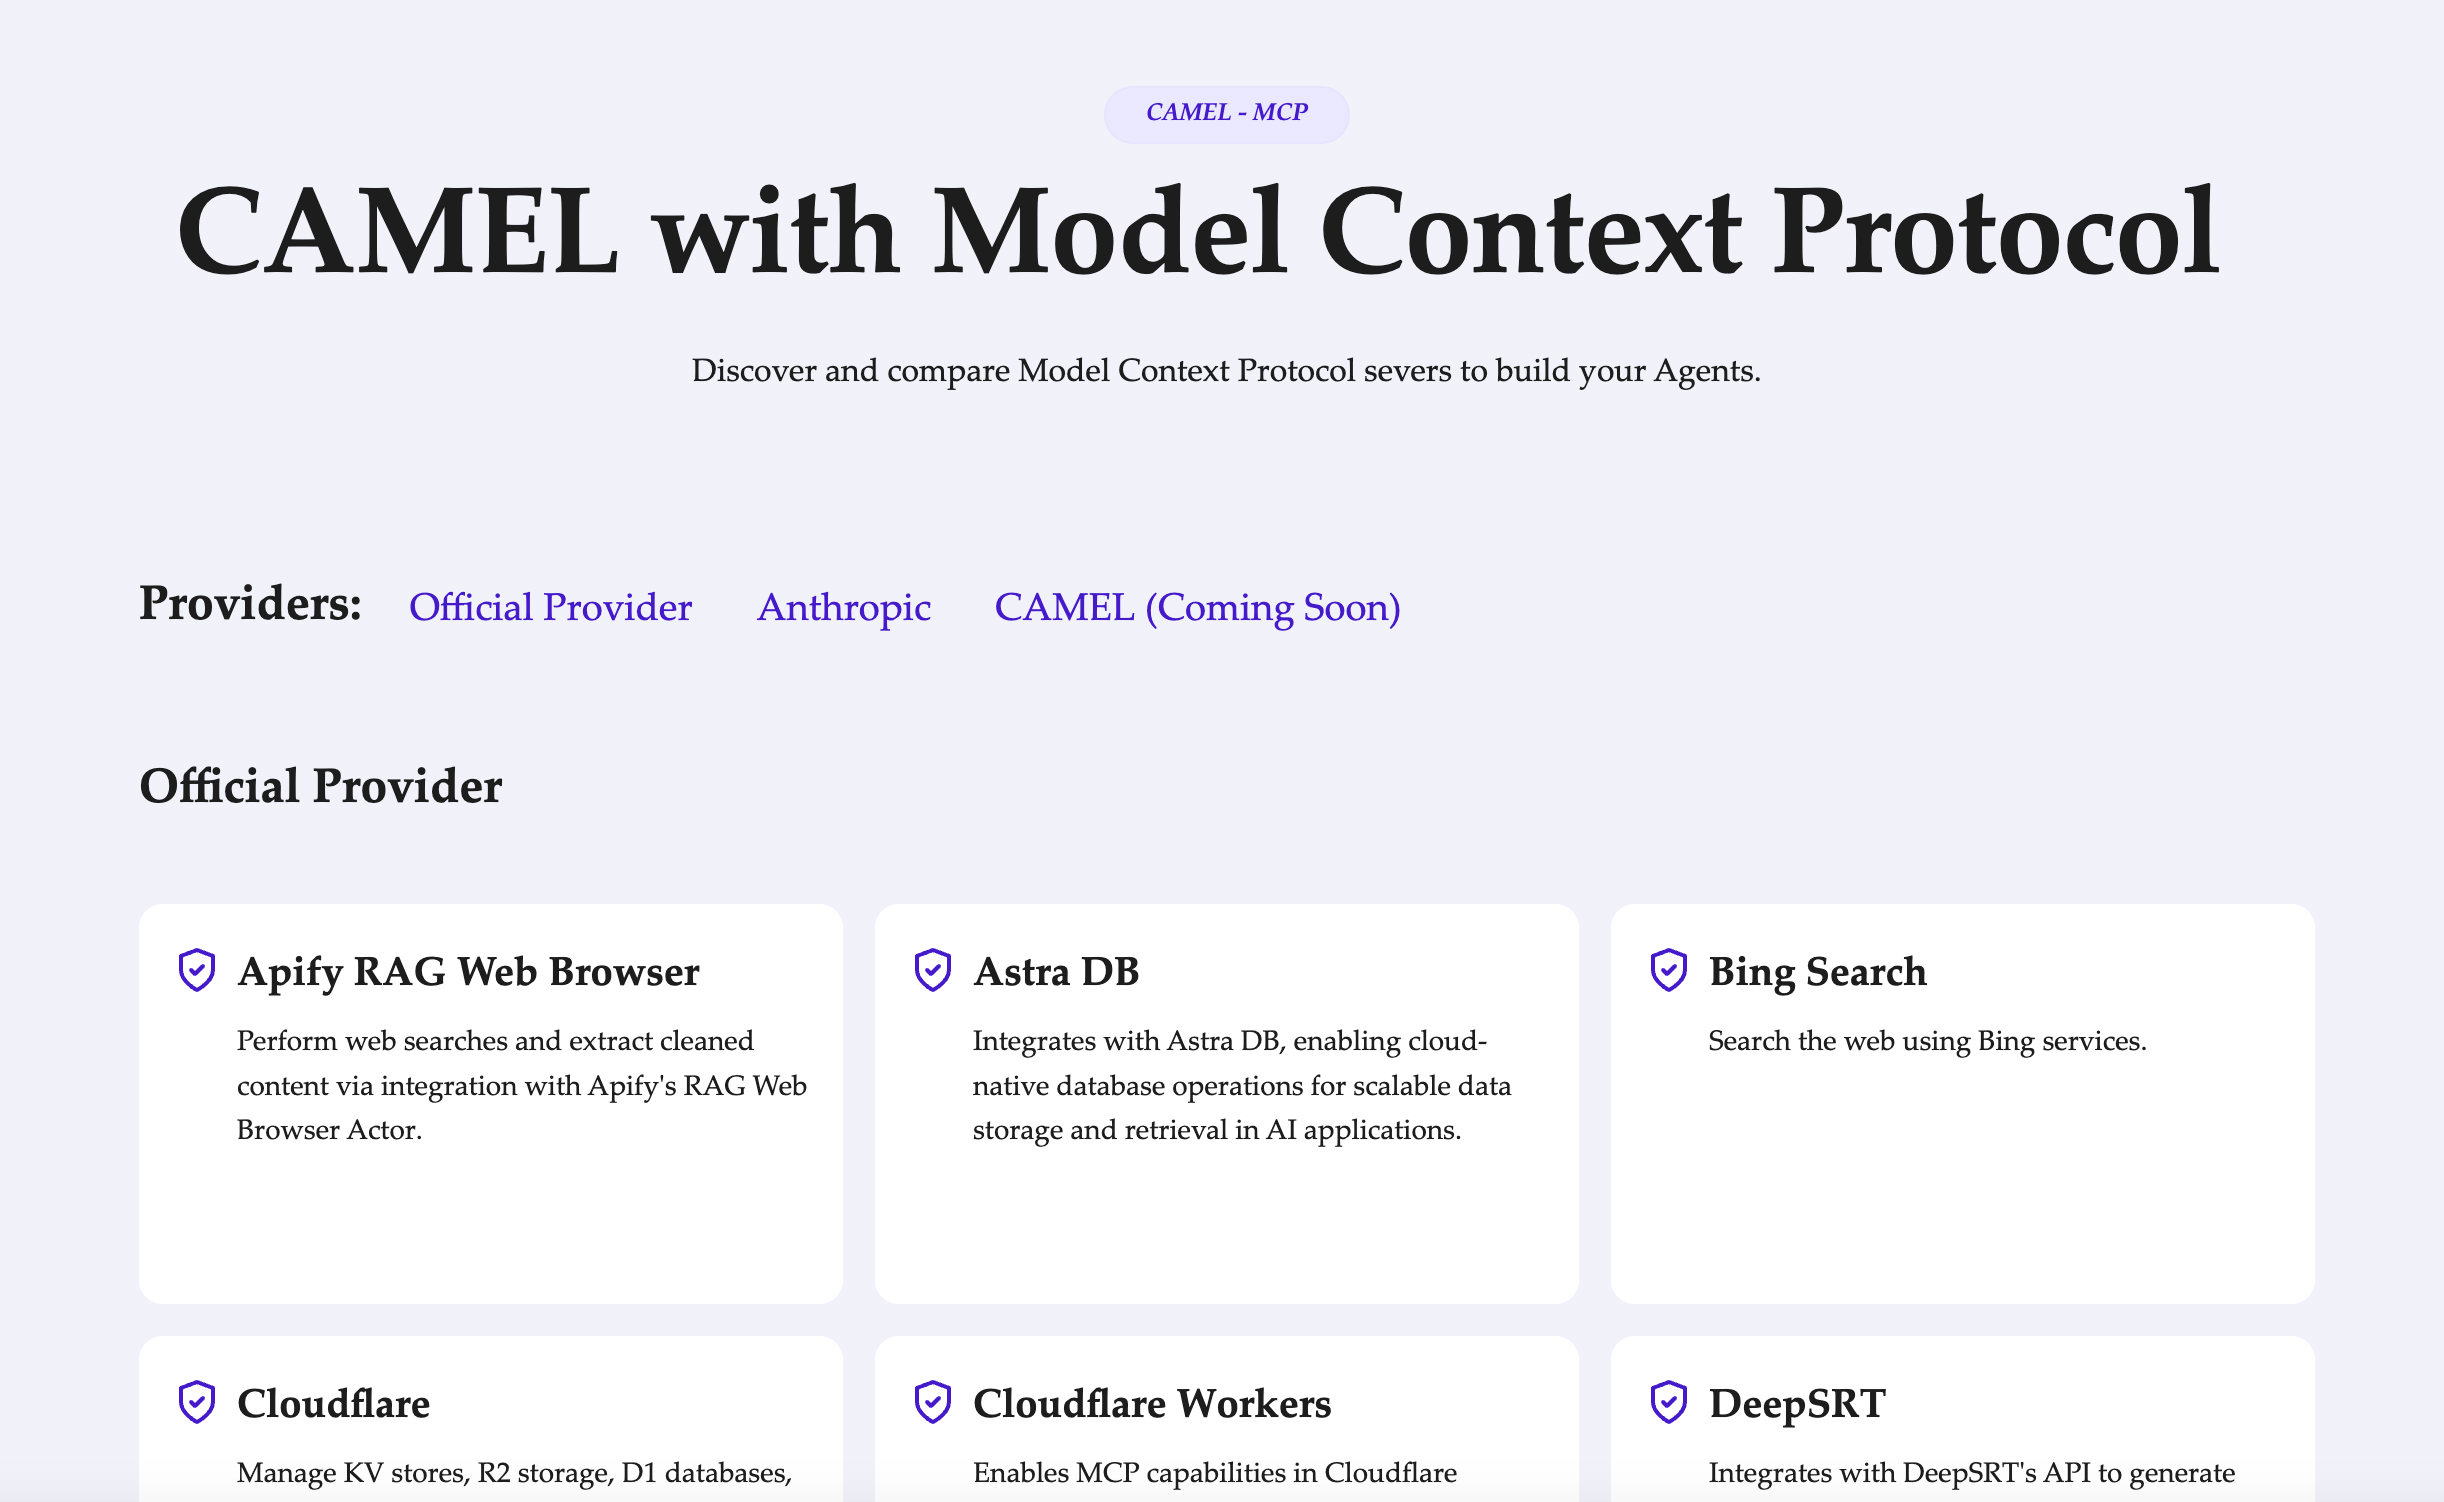 CAMEL - MCP
CAMEL with Model Context Protocol
Discover and compare Model Context Protocol severs to build your Agents.
Providers: Official Provider Anthropic CAMEL (Coming Soon)
Official Provider
Apify RAG Web Browser
Perform web searches and extract cleaned
content via integration with Apify's RAG Web
Browser Actor.
Astra DB
Integrates with Astra DB, enabling cloud-
native database operations for scalable data
storage and retrieval in AI applications.
Bing Search
Search the web using Bing services.
Cloudflare
Manage KV stores, R2 storage, D1 databases,
Cloudflare Workers
Enables MCP capabilities in Cloudflare
DeepSRT
Integrates with DeepSRT's API to generate